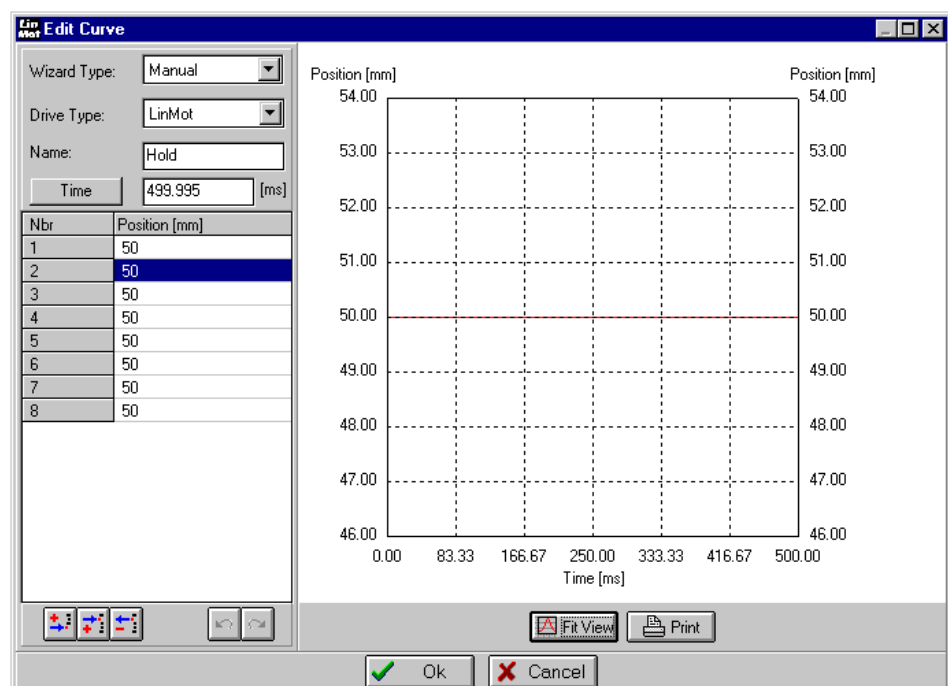 Lin Mot Edit Curve
Wizard Type: Manual
Drive Type: LinMot
Name: Hold
Time 499.995 [ms]
Nbr Position [mm]
1 50
2 50
3 50
4 50
5 50
6 50
7 50
8 50
Position [mm] Position [mm]
54.00 54.00
53.00 53.00
52.00 52.00
51.00 51.00
50.00 50.00
49.00 49.00
48.00 48.00
47.00 47.00
46.00 46.00
0.00 83.33 166.67 250.00 333.33 416.67 500.00
Time [ms]
Fit View Print
Ok Cancel